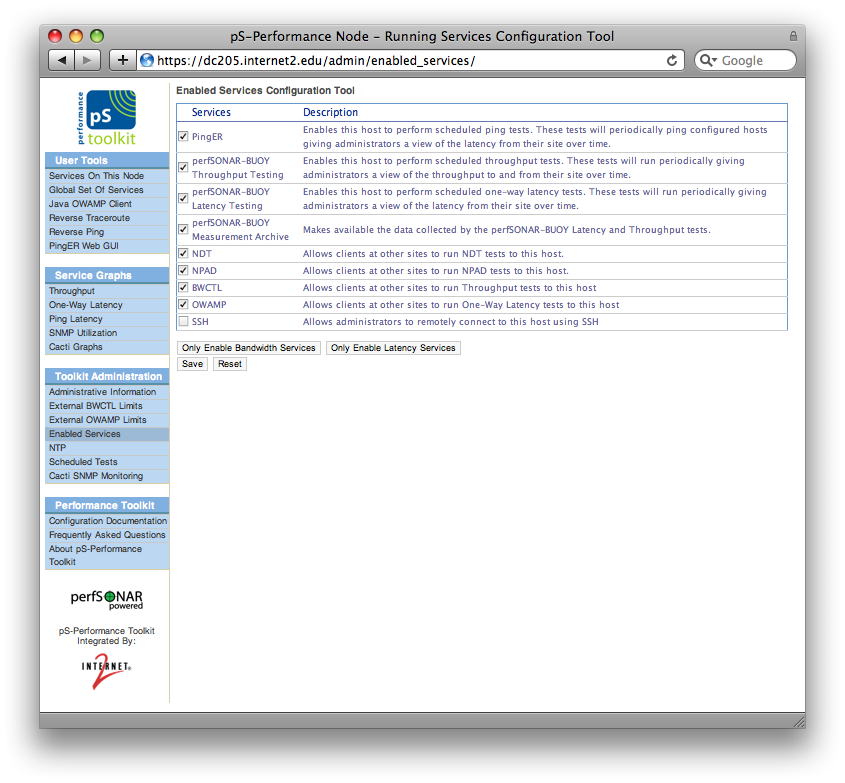 pS-Performance Node - Running Services Configuration Tool
https://dc205.internet2.edu/admin/enabled_services/
Google
performance
pS
toolkit
User Tools
Services On This Node
Global Set Of Services
Java OWAMP Client
Reverse Traceroute
Reverse Ping
PingER Web GUI
Service Graphs
Throughput
One-Way Latency
Ping Latency
SNMP Utilization
Cacti Graphs
Toolkit Administration
Administrative Information
External BWCTL Limits
External OWAMP Limits
Enabled Services
NTP
Scheduled Tests
Cacti SNMP Monitoring
Performance Toolkit
Configuration Documentation
Frequently Asked Questions
About pS-Performance
Toolkit
perfSONAR
powered
pS-Performance Toolkit
Integrated By:
INTERNET
2
Enabled Services Configuration Tool
Services Description
PingER Enables this host to perform scheduled ping tests. These tests will periodically ping configured hosts
giving administrators a view of the latency from their site over time.
perfSONAR-BUOY Enables this host to perform scheduled throughput tests. These tests will run periodically giving
Throughput Testing administrators a view of the throughput to and from their site over time.
perfSONAR-BUOY Enables this host to perform scheduled one-way latency tests. These tests will run periodically giving
Latency Testing administrators a view of the latency from their site over time.
perfSONAR-BUOY
Measurement Archive Makes available the data collected by the perfSONAR-BUOY Latency and Throughput tests.
NDT Allows clients at other sites to run NDT tests to this host.
NPAD Allows clients at other sites to run NPAD tests to this host.
BWCTL Allows clients at other sites to run Throughput tests to this host
OWAMP Allows clients at other sites to run One-Way Latency tests to this host
SSH Allows administrators to remotely connect to this host using SSH
Only Enable Bandwidth Services Only Enable Latency Services
Save Reset